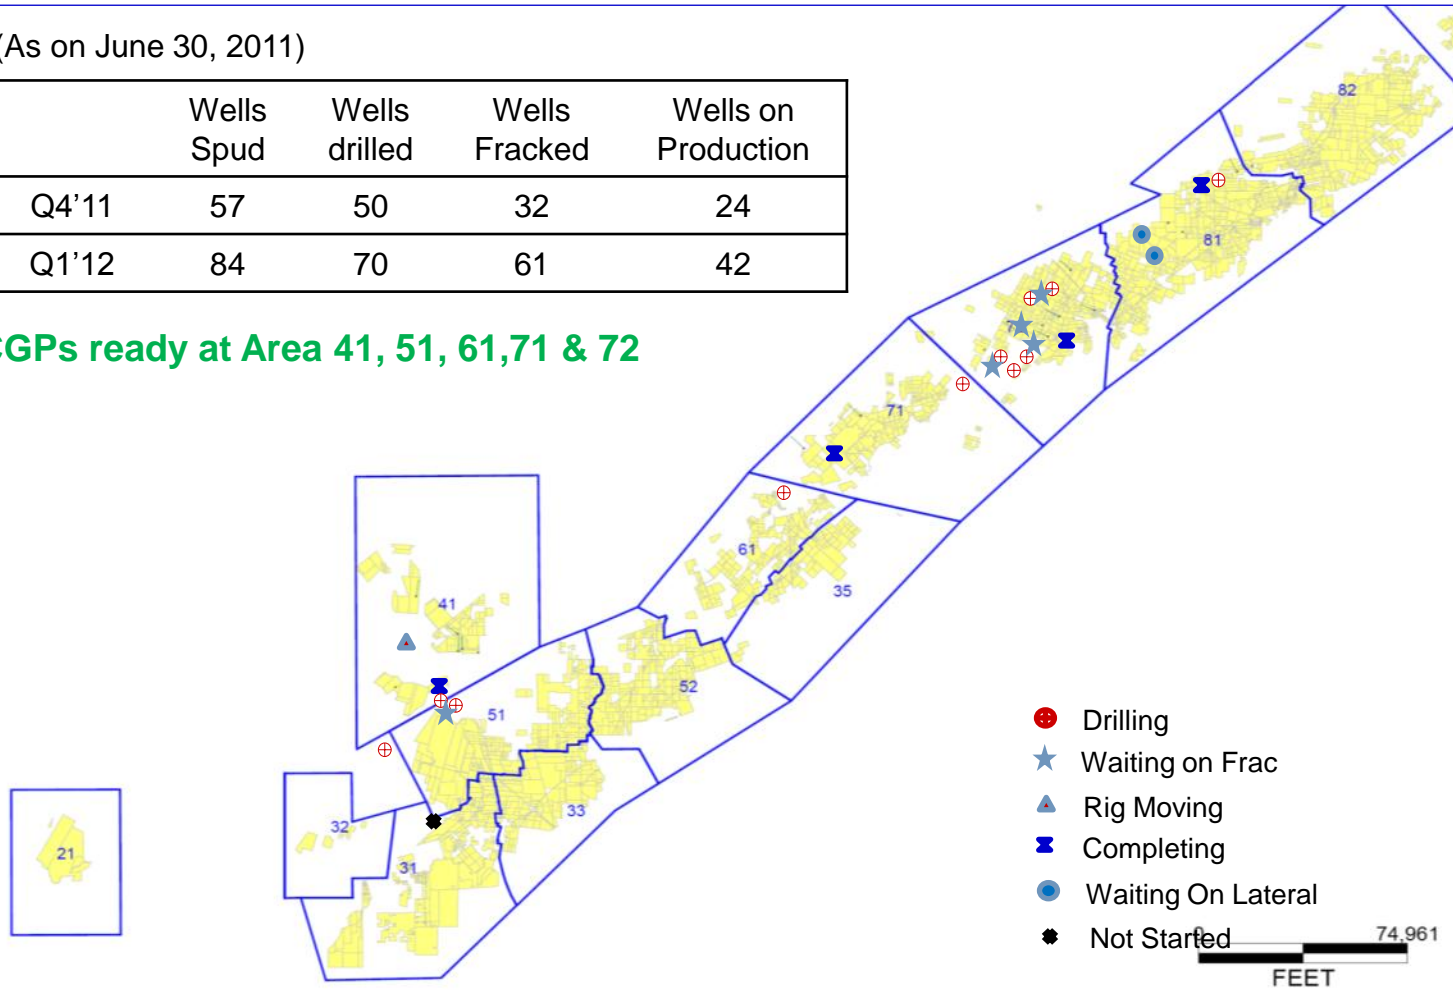 (As on June 30, 2011)
Wells Spud Wells drilled Wells Fracked Wells on Production
Q4’11 57 50 32 24
Q1’12 84 70 61 42
CGPs ready at Area 41, 51, 61,71 & 72
82
81
71
61
35
41
52
51
33
32
31
21
Drilling
Waiting on Frac
Rig Moving
Completing
Waiting On Lateral
Not Started
74,961
FEET